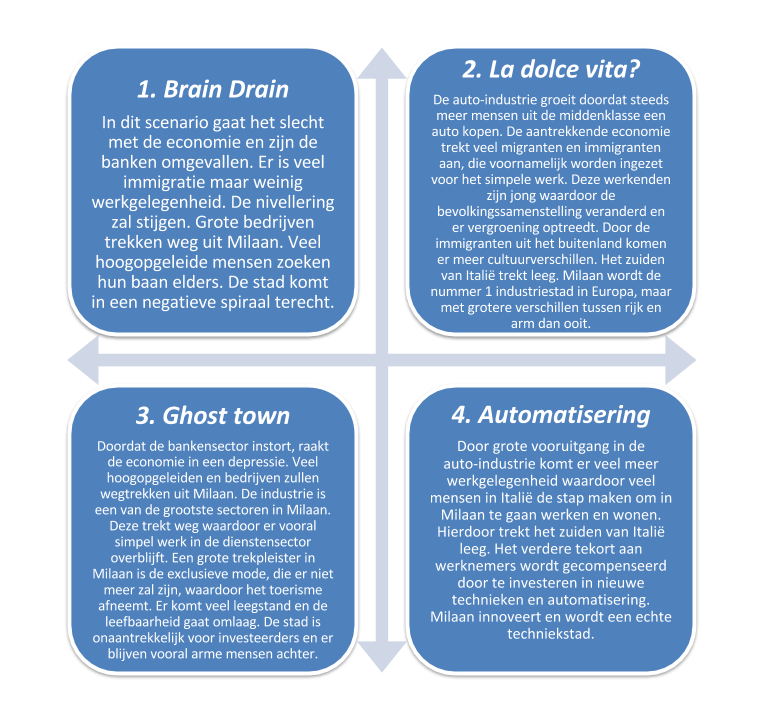 1. Brain Drain
In dit scenario gaat het slecht
met de economie en zijn de
banken omgevallen. Er is veel
immigratie maar weinig
werkgelegenheid. De nivellering
zal stijgen. Grote bedrijven
trekken weg uit Milaan. Veel
hoogopgeleide mensen zoeken
hun baan elders. De stad komt
in een negatieve spiraal terecht.
2. La dolce vita?
De auto-industrie groeit doordat steeds
meer mensen uit de middenklasse een
auto kopen. De aantrekkende economie
trekt veel migranten en immigranten
aan, die voornamelijk worden ingezet
voor het simpele werk. Deze werkenden
zijn jong waardoor de
bevolkingssamenstelling veranderd en
er vergroening optreedt. Door de
immigranten uit het buitenland komen
er meer cultuurverschillen. Het zuiden
van Italië trekt leeg. Milaan wordt de
nummer 1 industriestad in Europa, maar
met grotere verschillen tussen rijk en
arm dan ooit.
3. Ghost town
Doordat de bankensector instort, raakt
de economie in een depressie. Veel
hoogopgeleiden en bedrijven zullen
wegtrekken uit Milaan. De industrie is
een van de grootste sectoren in Milaan.
Deze trekt weg waardoor er vooral
simpel werk in de dienstensector
overblijft. Een grote trekpleister in
Milaan is de exclusieve mode, die er niet
meer zal zijn, waardoor het toerisme
afneemt. Er komt veel leegstand en de
leefbaarheid gaat omlaag. De stad is
onaantrekkelijk voor investeerders en er
blijven vooral arme mensen achter.
4. Automatisering
Door grote vooruitgang in de
auto-industrie komt er veel meer
werkgelegenheid waardoor veel
mensen in Italië de stap maken om in
Milaan te gaan werken en wonen.
Hierdoor trekt het zuiden van Italië
leeg. Het verdere tekort aan
werknemers wordt gecompenseerd
door te investeren in nieuwe
technieken en automatisering.
Milaan innoveert en wordt een echte
techniekstad.